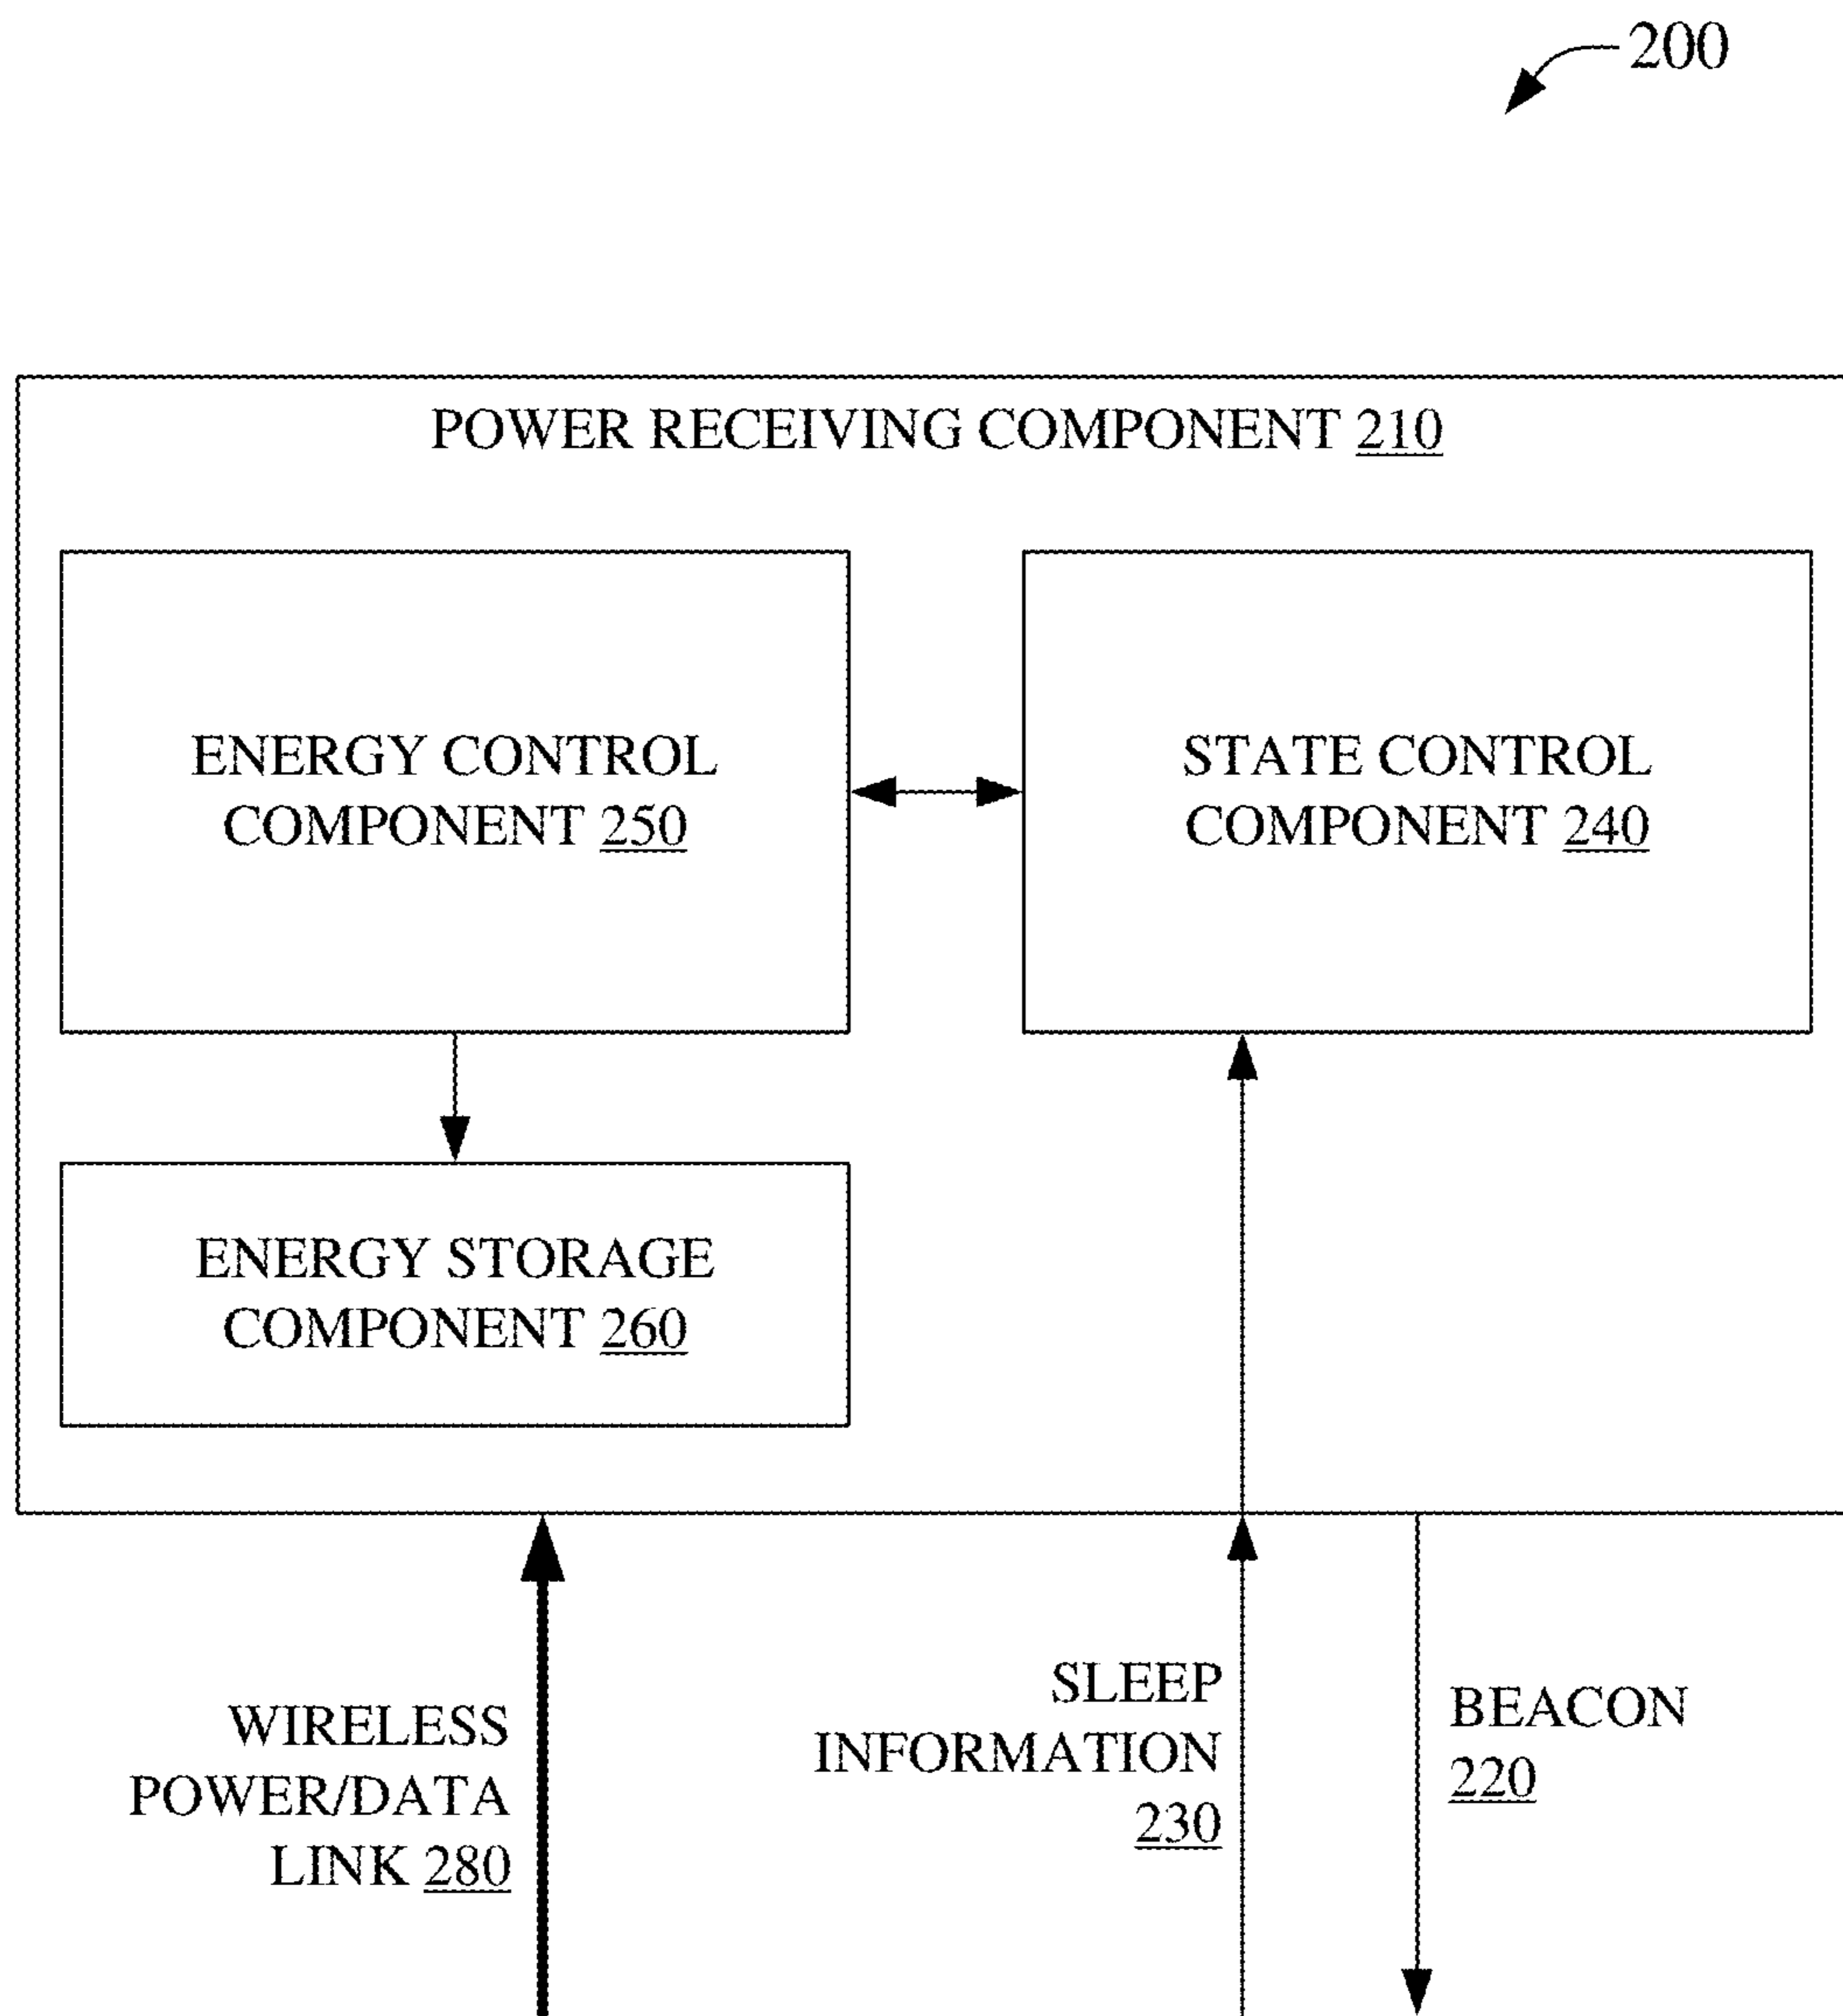 200
POWER RECEIVING COMPONENT 210
ENERGY CONTROL
COMPONENT 250
STATE CONTROL
COMPONENT 240
ENERGY STORAGE
COMPONENT 260
WIRELESS
POWER/DATA
LINK 280
SLEEP
INFORMATION
230
BEACON
220